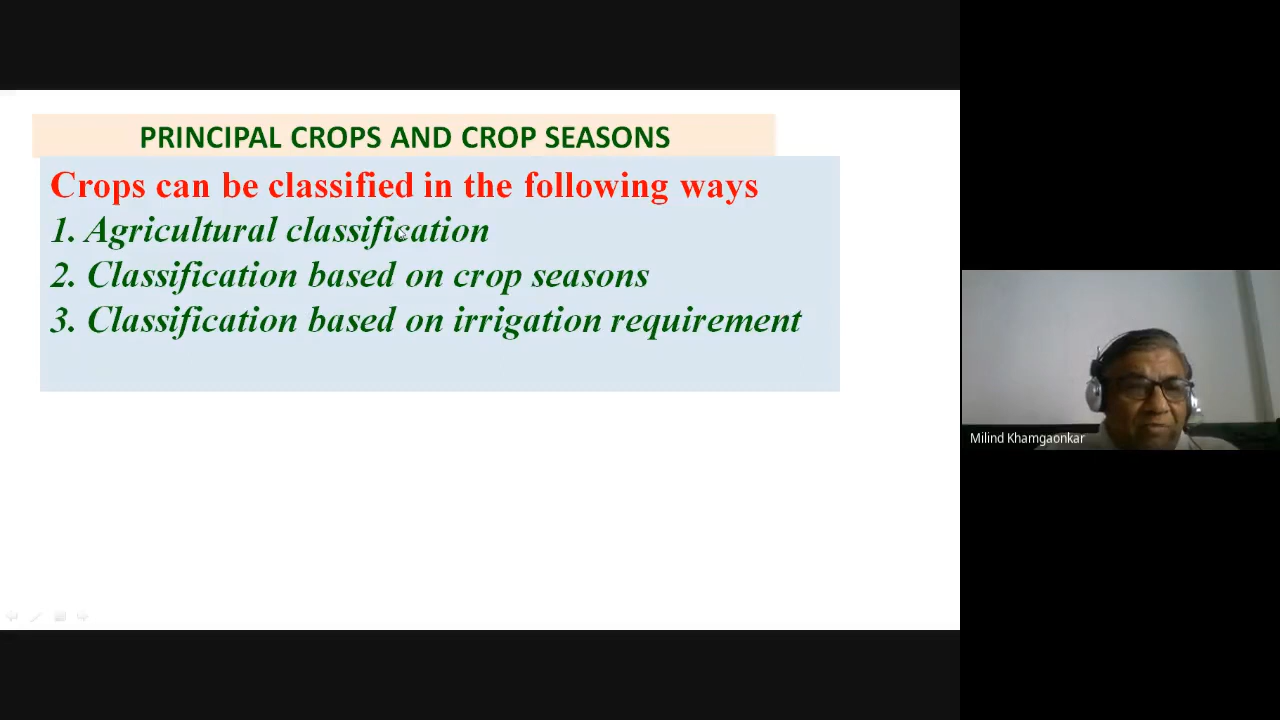 PRINCIPAL CROPS AND CROP SEASONS
Crops can be classified in the following ways
1. Agricultural classification
2. Classification based on crop seasons
3. Classification based on irrigation requirement
Milind Khamgaonkar